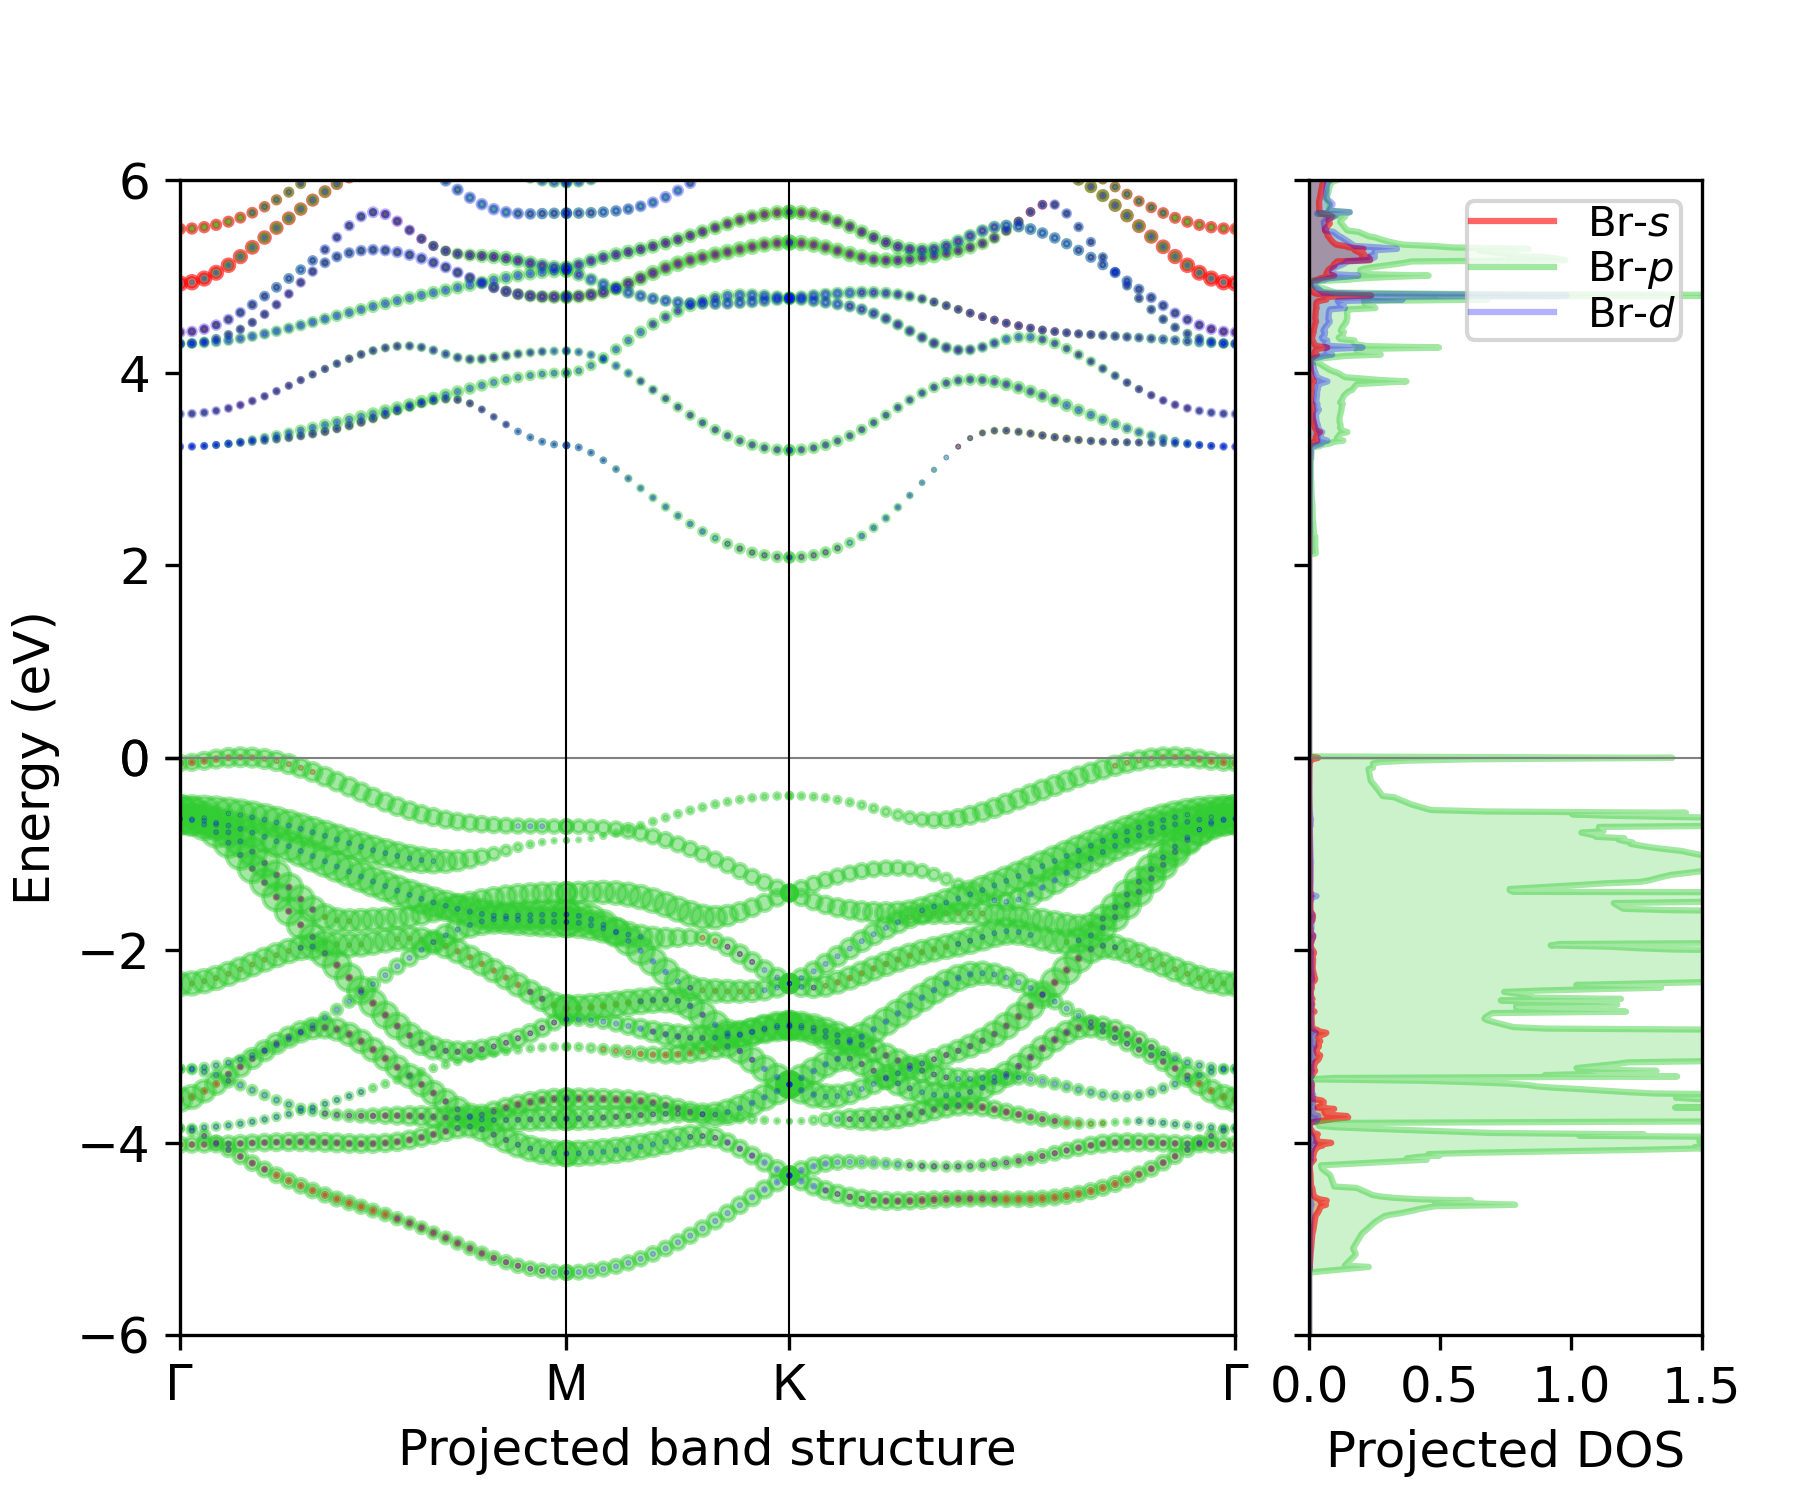 Energy (eV)
6
4
2
0
−2
−4
−6
Γ M K Γ
Projected band structure
Br-s
Br-p
Br-d
0.0 0.5 1.0 1.5
Projected DOS